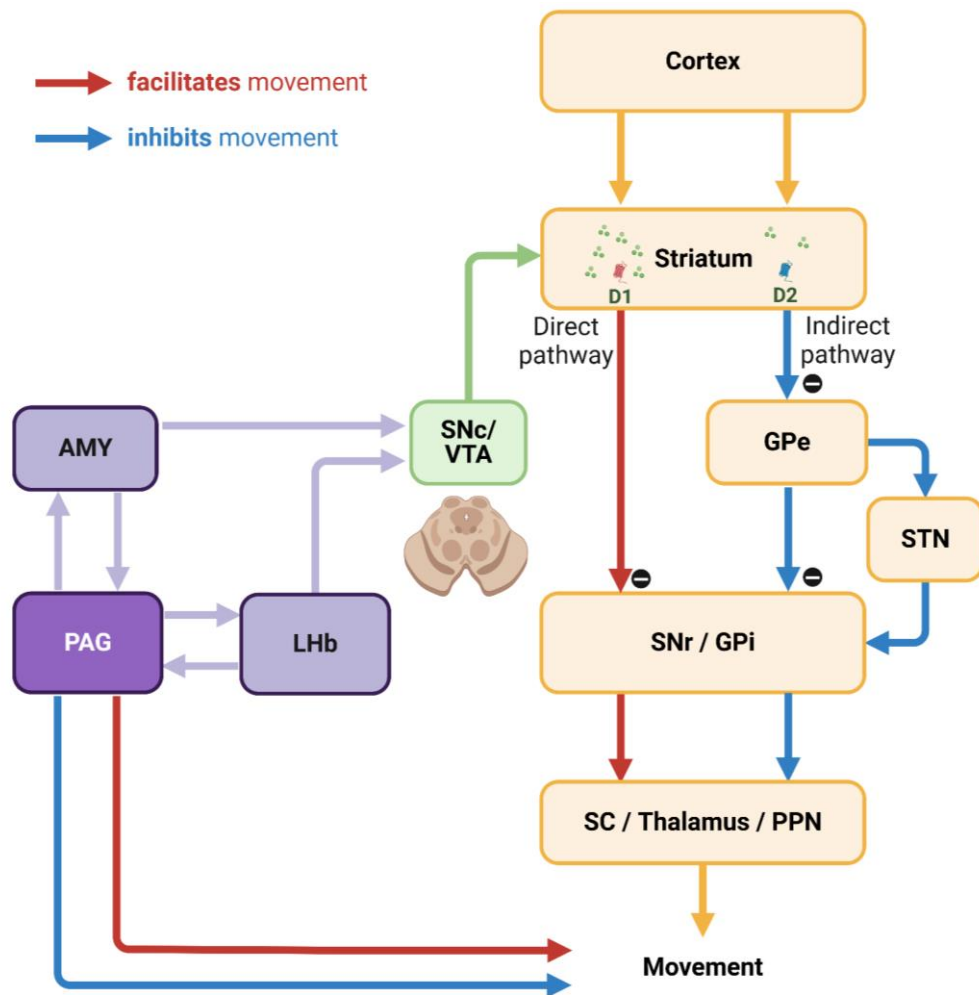 Cortex
facilitates movement
inhibits movement
Striatum
D1
D2
Direct
pathway
Indirect
pathway
AMY
SNc/
VTA
GPe
STN
PAG
LHb
SNr / GPi
SC / Thalamus / PPN
Movement